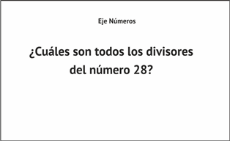 Eje Números
¿Cuáles son todos los divisores
del número 28?